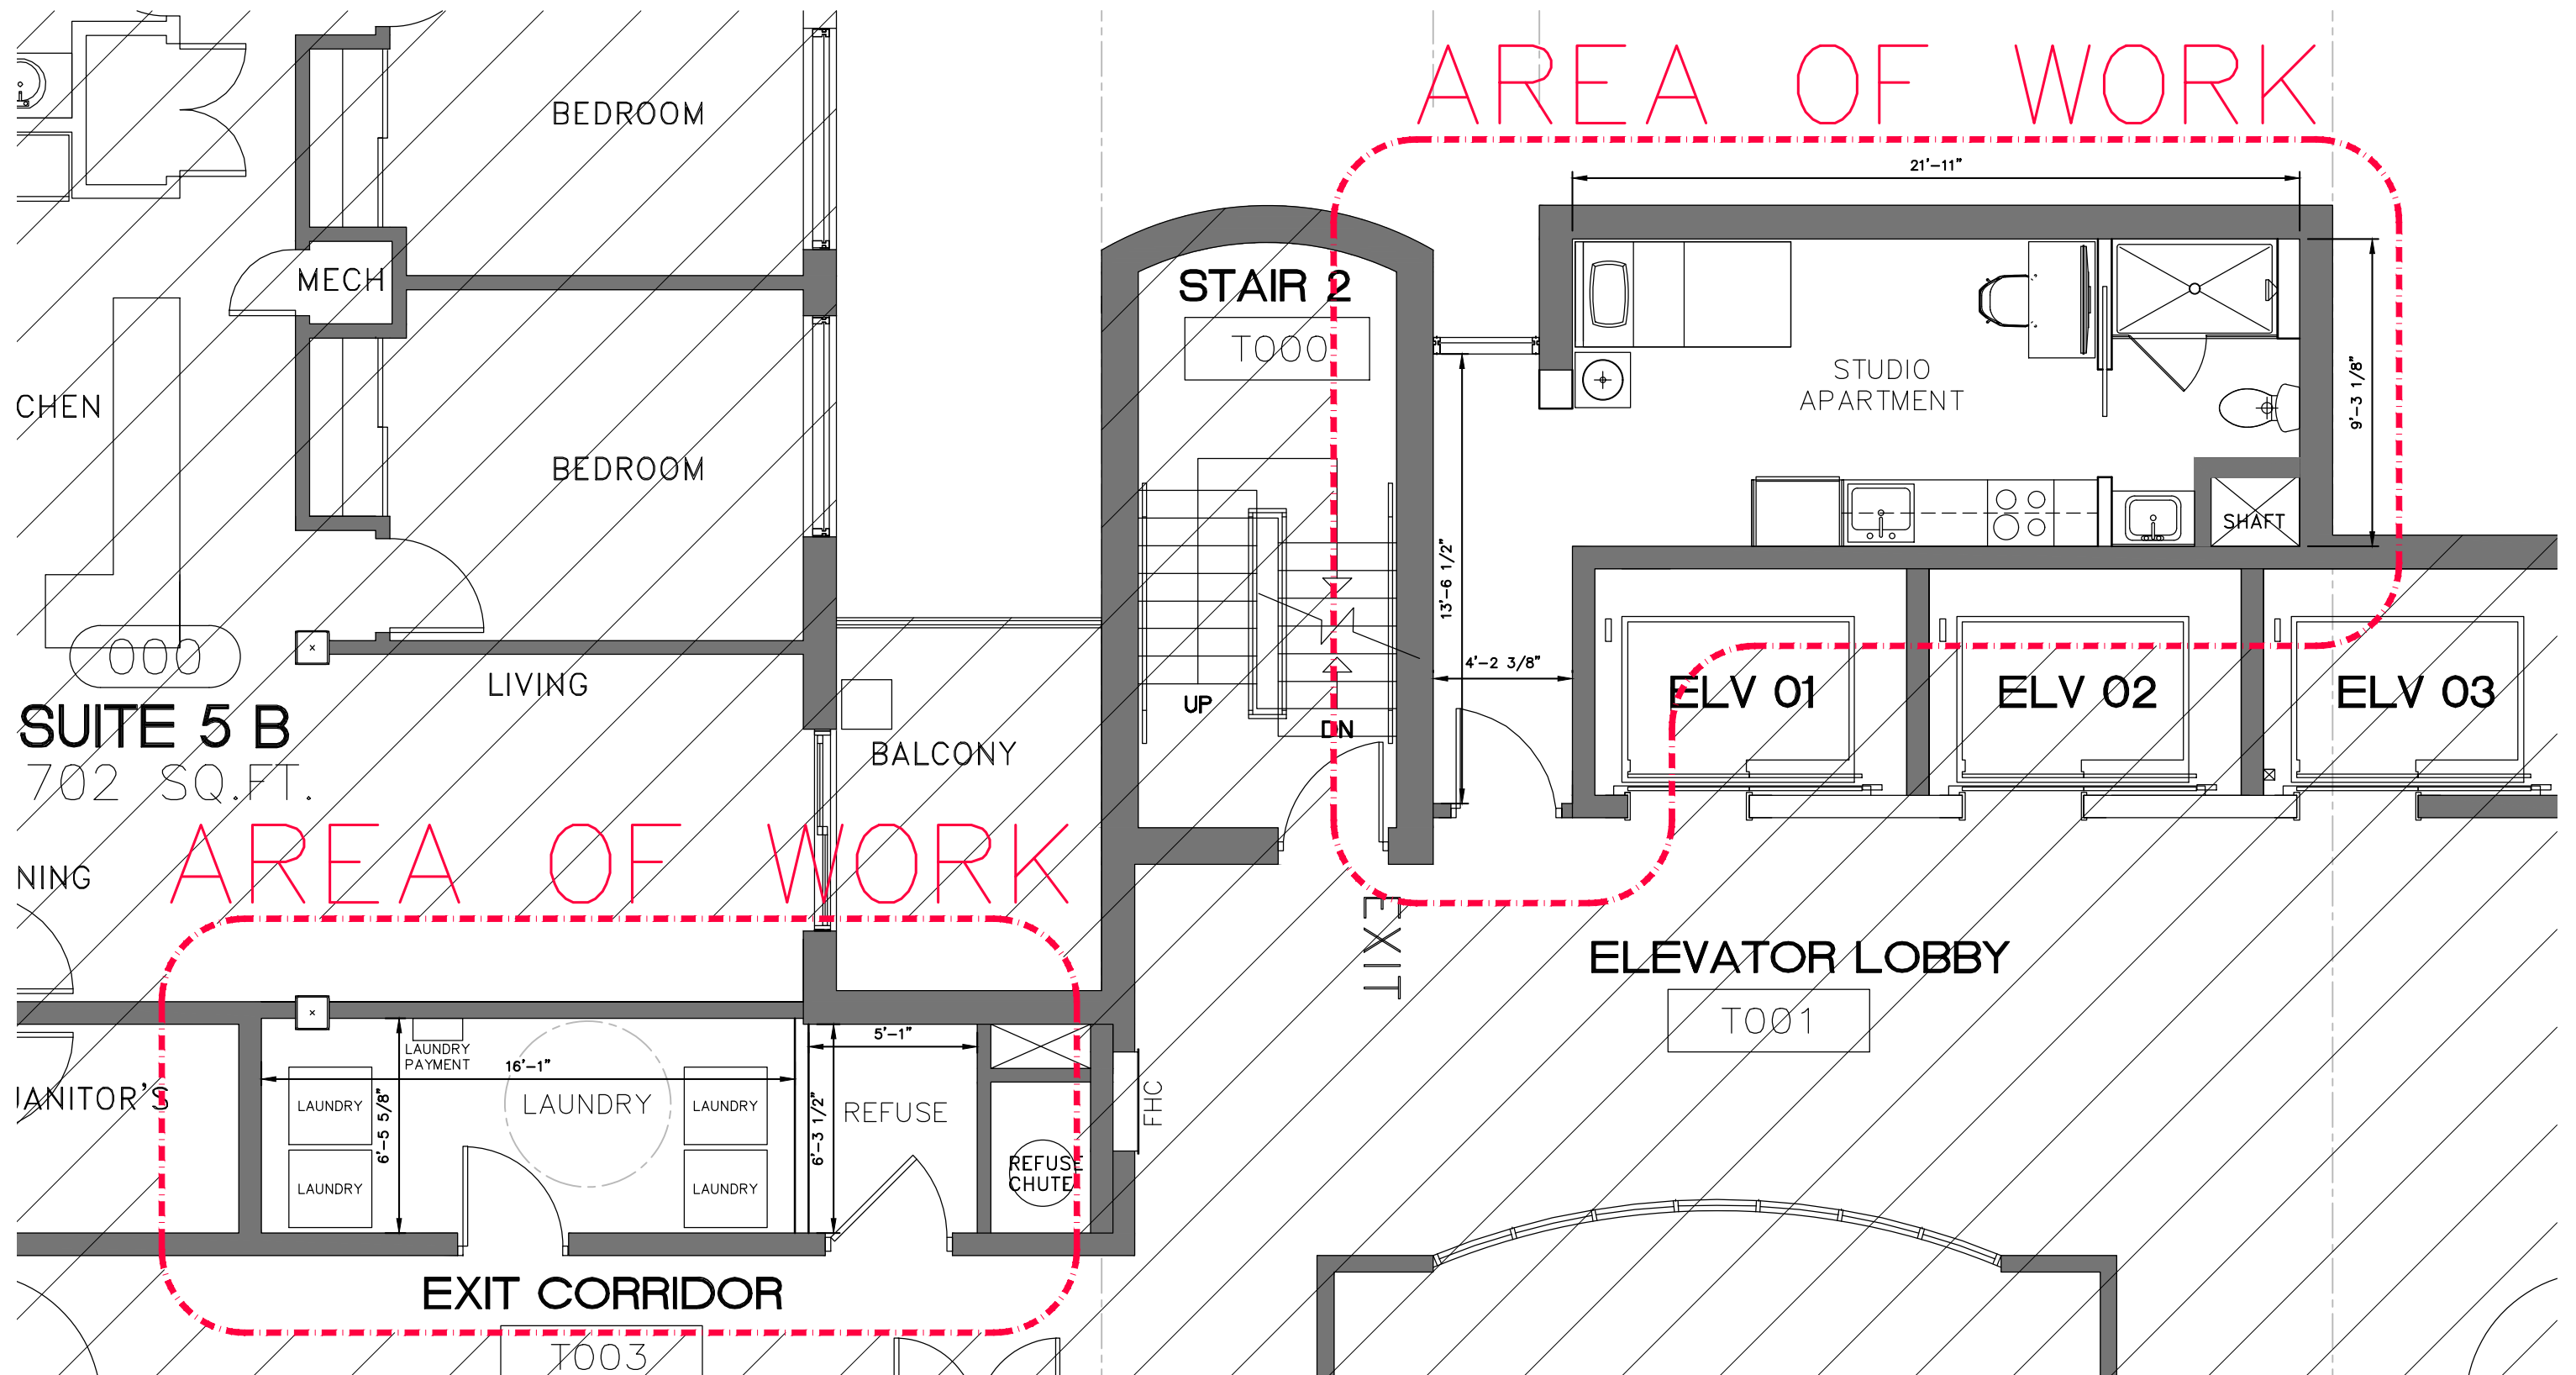 AREA OF WORK
BEDROOM
21'-11"
STAIR 2
T000
MECH
STUDIO
APARTMENT
9'-3 1/8"
CHEN
BEDROOM
SHAFT
13'-6 1/2"
4'-2 3/8"
000
LIVING
UP
DN
ELV 01
ELV 02
ELV 03
SUITE 5 B
702 SQ.FT.
BALCONY
AREA OF WORK
NING
EXIT
ELEVATOR LOBBY
T001
LAUNDRY
PAYMENT
16'-1"
5'-1"
JANITOR'S
LAUNDRY
6'-5 5/8"
LAUNDRY
LAUNDRY
6'-3 1/2"
REFUSE
FHC
LAUNDRY
LAUNDRY
REFUSE
CHUTE
EXIT CORRIDOR
T003